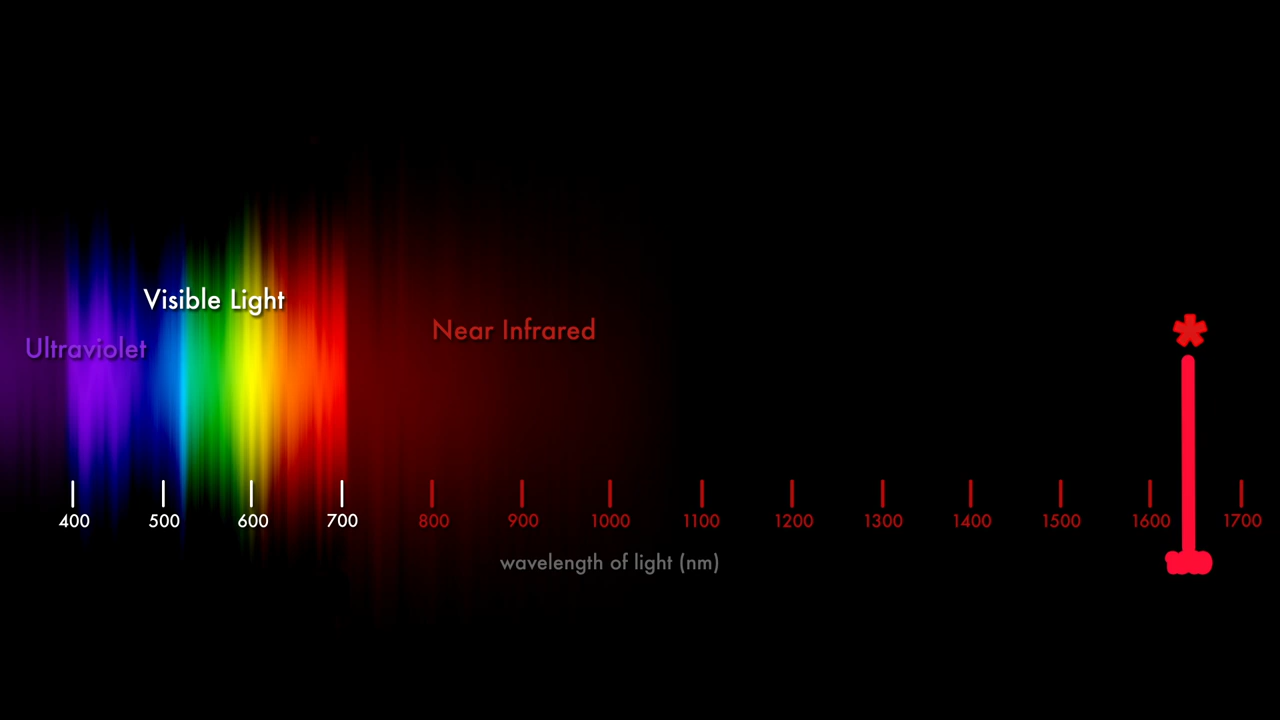 Visible Light
Near Infrared
Ultraviolet
400 500 600 700 800 900 1000 1100 1200 1300 1400 1500 1600 1700
wavelength of light (nm)
*